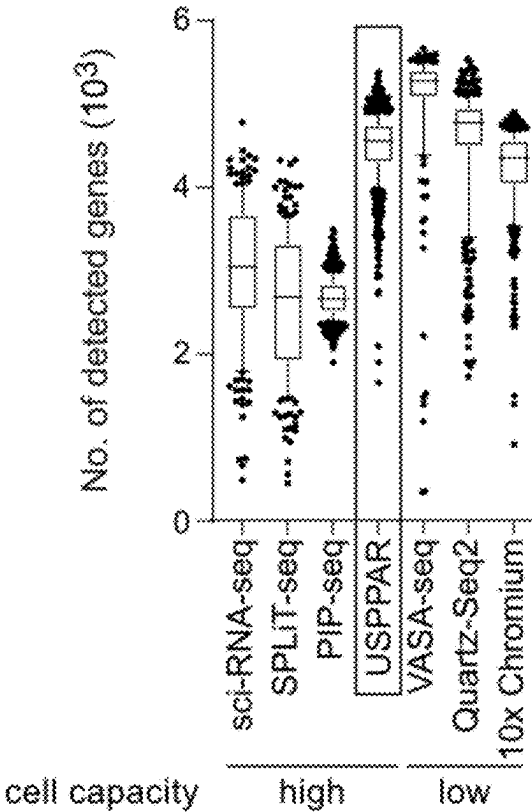 No. of detected genes (10³)
6
4
2
0
sci-RNA-seq
SPLiT-seq
PIP-seq
USPPAR
VASA-seq
Quartz-Seq2
10x Chromium
cell capacity
high
low